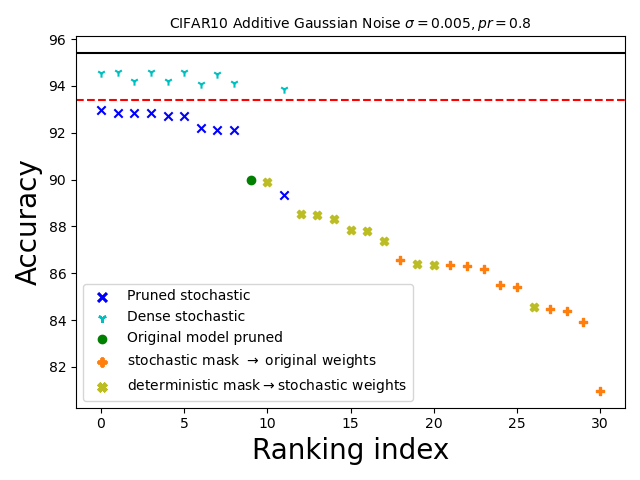 CIFAR10 Additive Gaussian Noise σ = 0.005, pr = 0.8
96
94
92
90
88
86
84
82
Accuracy
Pruned stochastic
Dense stochastic
Original model pruned
stochastic mask → original weights
deterministic mask→stochastic weights
0 5 10 15 20 25 30
Ranking index